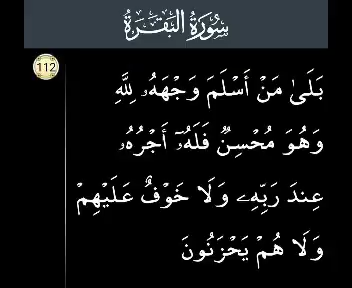 سُورَةُ البَقَرَةُ
112
بَلَىٰ مَنْ أَسْلَمَ وَجْهَهُۥ لِلَّهِ
وَهُوَ مُحْسِنٌ فَلَهُۥٓ أَجْرُهُۥ
عِندَ رَبِّهِۦ وَلَا خَوْفٌ عَلَيْهِمْ
وَلَا هُمْ يَحْزَنُونَ